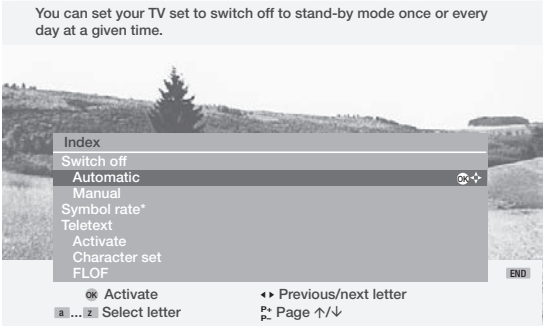 You can set your TV set to switch off to stand-by mode once or every
day at a given time.
Index
Switch off
Automatic
OK
Manual
Symbol rate*
Teletext
Activate
Character set
FLOF
END
OK Activate
Previous/next letter
a ... z Select letter
P+
P- Page ↑/↓